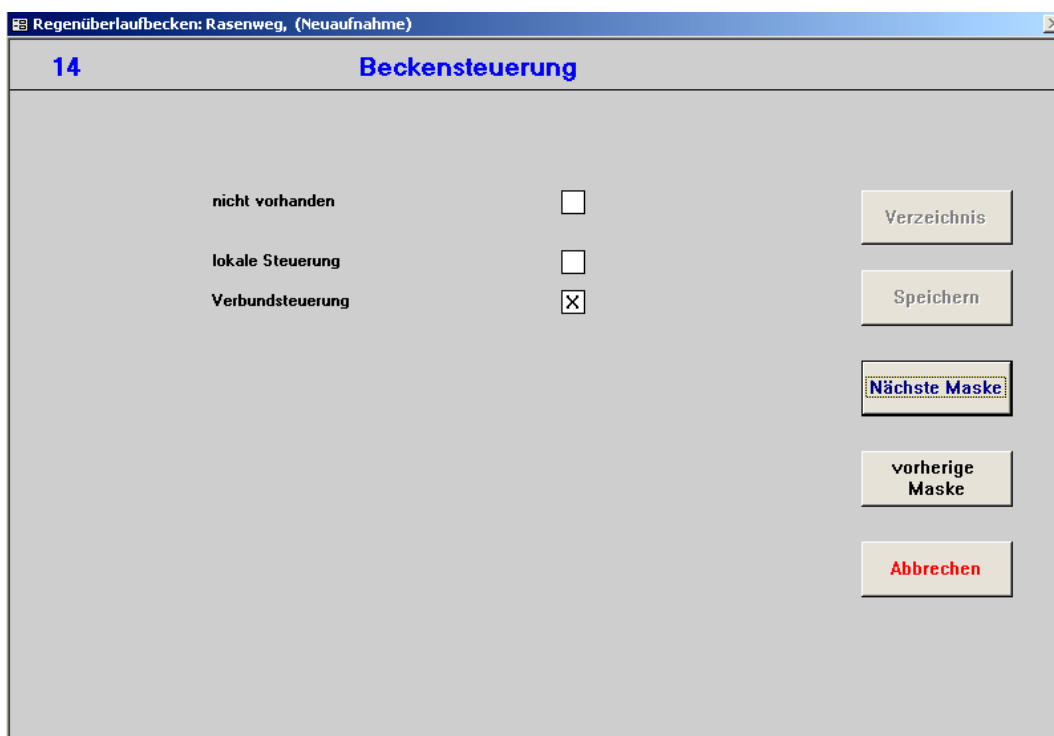 Regenüberlaufbecken: Rasenweg, (Neuaufnahme)
14 Beckensteuerung
nicht vorhanden
lokale Steuerung
Verbundsteuerung X
Verzeichnis
Speichern
Nächste Maske
vorherige
Maske
Abbrechen